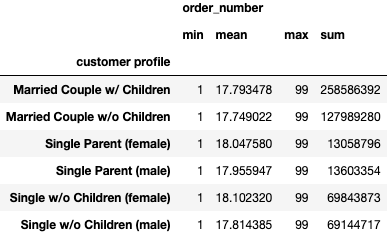 order_number
min mean max sum
customer profile
Married Couple w/ Children 1 17.793478 99 258586392
Married Couple w/o Children 1 17.749022 99 127989280
Single Parent (female) 1 18.047580 99 13058796
Single Parent (male) 1 17.955947 99 13603354
Single w/o Children (female) 1 18.102320 99 69843873
Single w/o Children (male) 1 17.814385 99 69144717